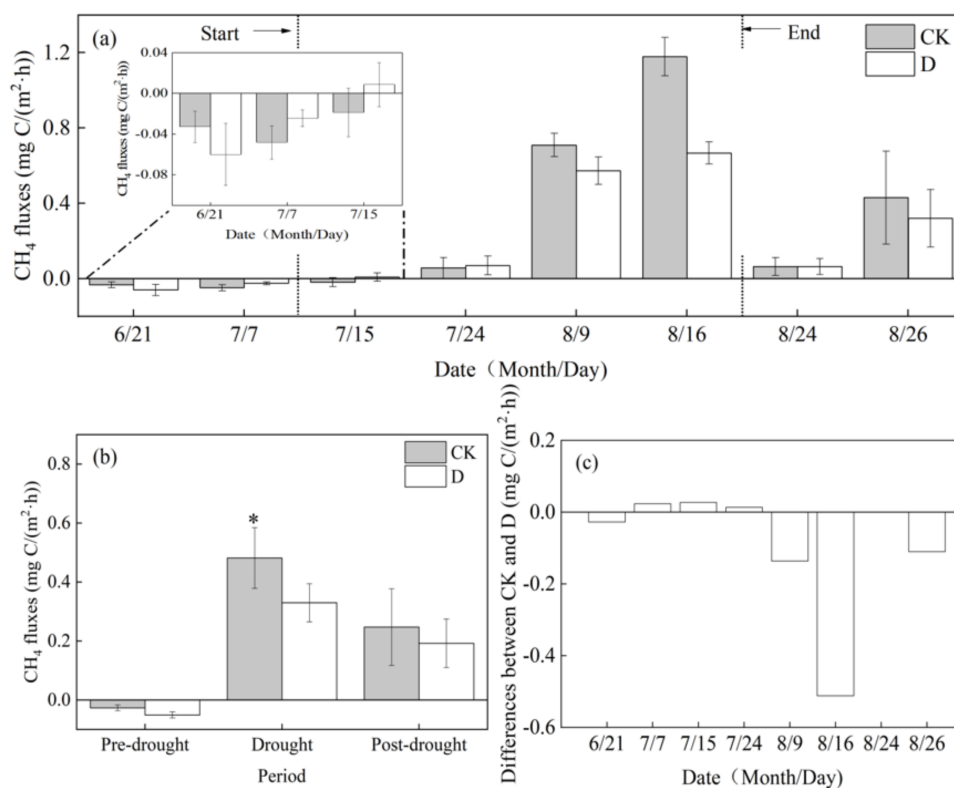 (a)
Start
End
CK
D
CH₄ fluxes (mg C/(m²·h))
1.2
0.8
0.4
0.0
6/21 7/7 7/15 7/24 8/9 8/16 8/24 8/26
Date（Month/Day)
CH₄ fluxes (mg C/(m²·h))
0.04
0.00
-0.04
-0.08
6/21 7/7 7/15
Date（Month/Day)
(b)
CK
D
*
CH₄ fluxes (mg C/(m²·h))
0.8
0.6
0.4
0.2
0.0
Pre-drought Drought Post-drought
Period
(c)
Differences between CK and D (mg C/(m²·h))
0.2
0.0
-0.2
-0.4
-0.6
6/21 7/7 7/15 7/24 8/9 8/16 8/24 8/26
Date（Month/Day)